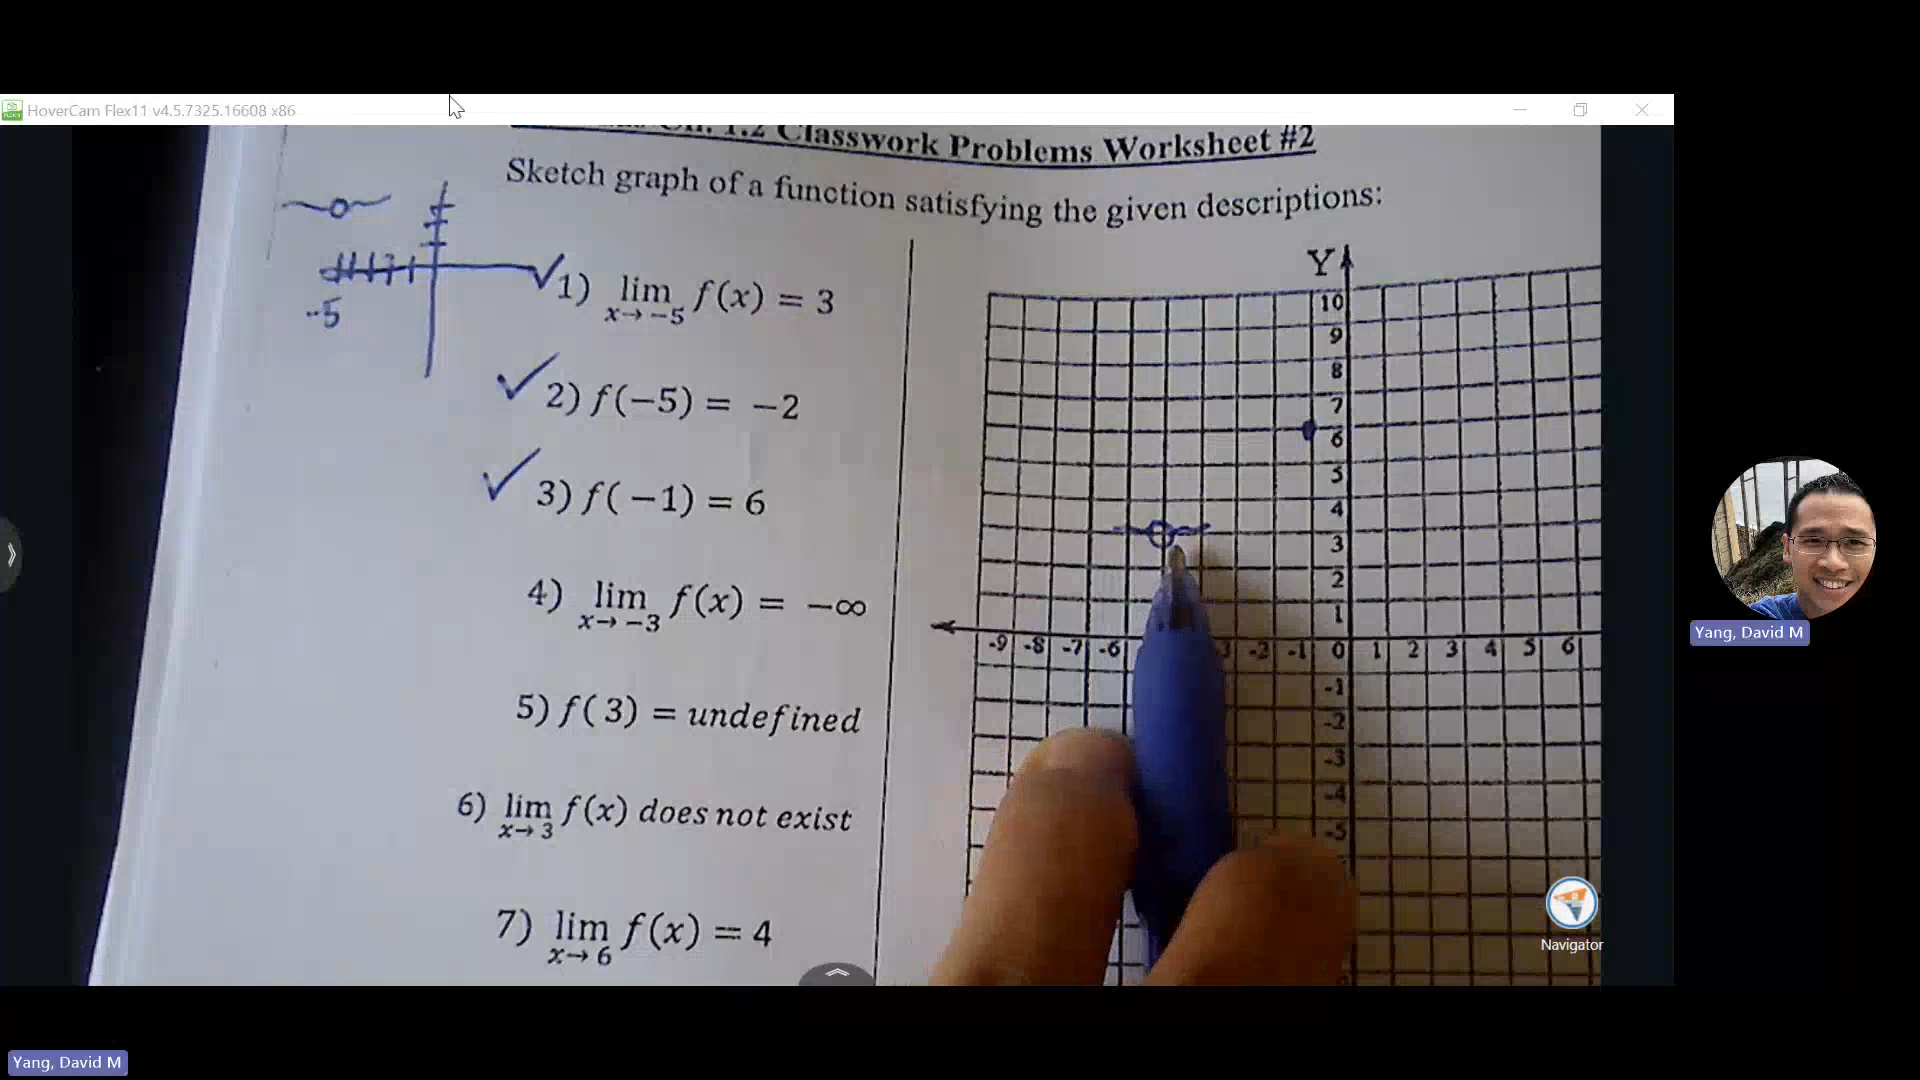 HoverCam Flex11 v4.5.7325.16608 x86
1.2 Classwork Problems Worksheet #2
Sketch graph of a function satisfying the given descriptions:
-5
✓1) lim x→-5 f(x) = 3
✓2) f(-5) = -2
✓3) f(-1) = 6
4) lim x→-3 f(x) = -∞
5) f(3) = undefined
6) lim x→3 f(x) does not exist
7) lim x→6 f(x) = 4
Y
10
9
8
7
6
5
4
3
2
1
-9 -8 -7 -6 -2 -1 0 1 2 3 4 5 6
-1
-2
-3
-4
-5
Navigator
Yang, David M
Yang, David M